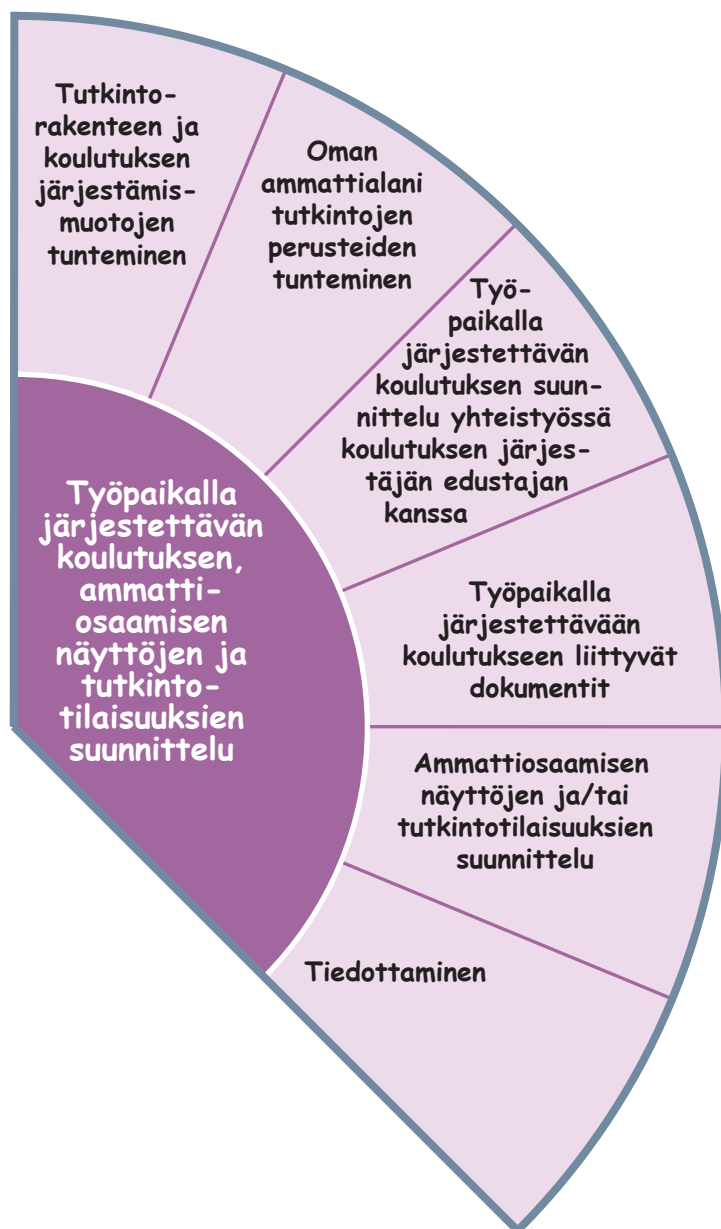 Tutkinto-
rakenteen ja
koulutuksen
järjestämis-
muotojen
tunteminen
Oman
ammattialani
tutkintojen
perusteiden
tunteminen
Työ-
paikalla
järjestettävän
koulutuksen suun-
nittelu yhteistyössä
koulutuksen järjes-
täjän edustajan
kanssa
Työpaikalla
järjestettävään
koulutukseen liittyvät
dokumentit
Ammattiosaamisen
näyttöjen ja/tai
tutkintotilaisuuksien
suunnittelu
Tiedottaminen
Työpaikalla
järjestettävän
koulutuksen,
ammatti-
osaamisen
näyttöjen ja
tutkinto-
tilaisuuksien
suunnittelu